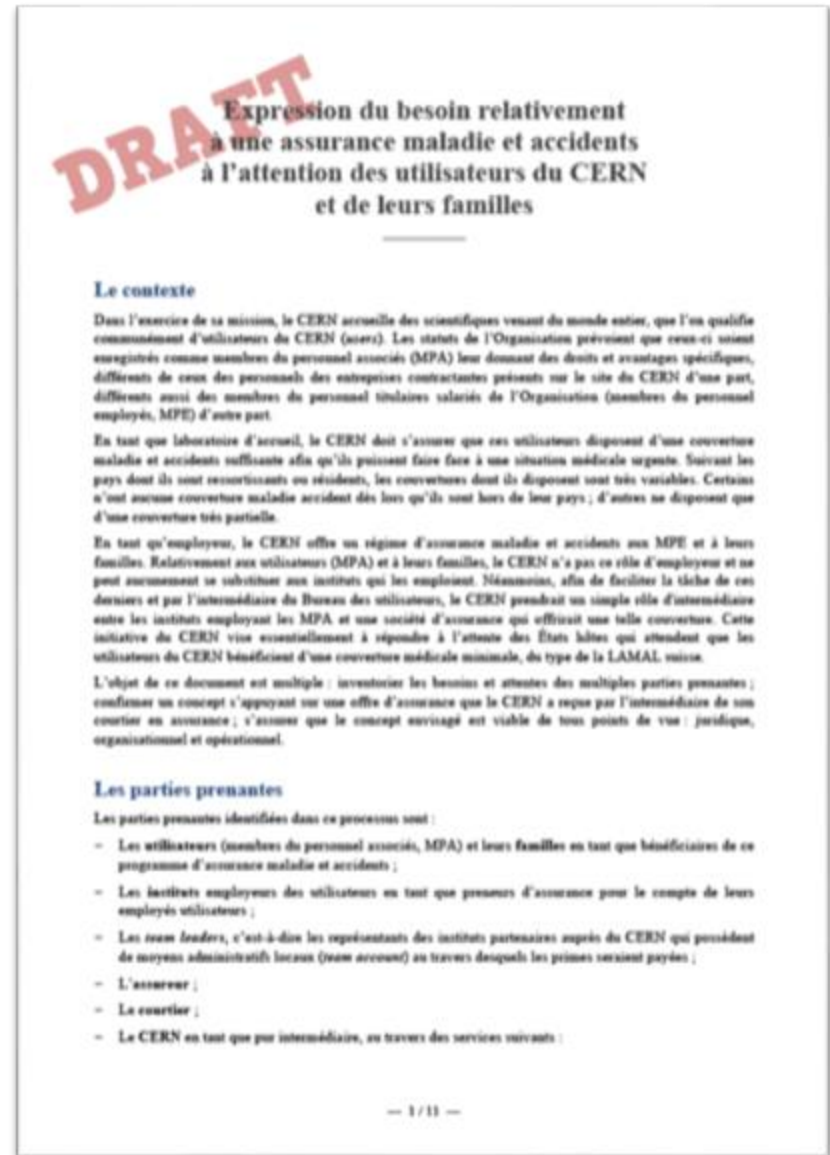 DRAFT
Expression du besoin relativement
à une assurance maladie et accidents
à l'attention des utilisateurs du CERN
et de leurs familles
Le contexte
Dans l'exercice de sa mission, le CERN accueille des scientifiques venant du monde entier, que l'on qualifie
communément d'utilisateurs du CERN (users). Les statuts de l'Organisation prévoient que ceux-ci soient
enregistrés comme membres du personnel associés (MPA) leur donnant des droits et avantages spécifiques,
différents de ceux des personnels des entreprises contractantes présents sur le site du CERN d'une part,
différents aussi des membres du personnel titulaires salariés de l'Organisation (membres du personnel
employés, MPE) d'autre part.
En tant que laboratoire d'accueil, le CERN doit s'assurer que ces utilisateurs disposent d'une couverture
maladie et accidents suffisante afin qu'ils puissent faire face à une situation médicale urgente. Suivant les
pays dont ils sont ressortissants ou résidents, les couvertures dont ils disposent sont très variables. Certains
n'ont aucune couverture maladie accident dès lors qu'ils sont hors de leur pays ; d'autres ne disposent que
d'une couverture très partielle.
En tant qu'employeur, le CERN offre un régime d'assurance maladie et accidents aux MPE et à leurs
familles. Relativement aux utilisateurs (MPA) et à leurs familles, le CERN n'a pas ce rôle d'employeur et ne
peut aucunement se substituer aux instituts qui les emploient. Néanmoins, afin de faciliter la tâche de ces
derniers et par l'intermédiaire du Bureau des utilisateurs, le CERN prendrait un simple rôle d'intermédiaire
entre les instituts employant les MPA et une société d'assurance qui offrirait une telle couverture. Cette
initiative du CERN vise essentiellement à répondre à l'attente des États hôtes qui attendent que les
utilisateurs du CERN bénéficient d'une couverture médicale minimale, du type de la LAMAL suisse.
L'objet de ce document est multiple : inventorier les besoins et attentes des multiples parties prenantes ;
confirmer un concept s'appuyant sur une offre d'assurance que le CERN a reçue par l'intermédiaire de son
courtier en assurance ; s'assurer que le concept envisagé est viable de tous points de vue : juridique,
organisationnel et opérationnel.
Les parties prenantes
Les parties prenantes identifiées dans ce processus sont :
– Les utilisateurs (membres du personnel associés, MPA) et leurs familles en tant que bénéficiaires de ce
programme d'assurance maladie et accidents ;
– Les instituts employeurs des utilisateurs en tant que preneurs d'assurance pour le compte de leurs
employés utilisateurs ;
– Les team leaders, c'est-à-dire les représentants des instituts partenaires auprès du CERN qui possèdent
de moyens administratifs locaux (team account) au travers desquels les primes seraient payées ;
– L'assureur ;
– Le courtier ;
– Le CERN en tant que pur intermédiaire, au travers des services suivants :
— 1 / 11 —